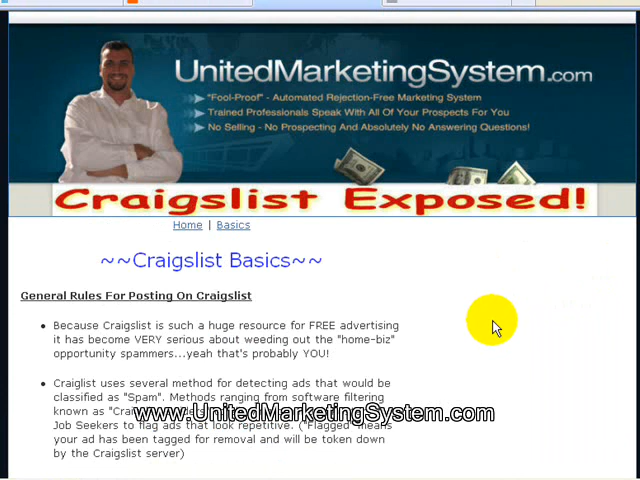 UnitedMarketingSystem.com
"Fool-Proof" - Automated Rejection-Free Marketing System
Trained Professionals Speak With All Of Your Prospects For You
No Selling - No Prospecting And Absolutely No Answering Questions!
Craigslist Exposed!
Home | Basics
~~Craigslist Basics~~
General Rules For Posting On Craigslist
Because Craigslist is such a huge resource for FREE advertising
it has become VERY serious about weeding out the "home-biz"
opportunity spammers...yeah that's probably YOU!
Craiglist uses several method for detecting ads that would be
classified as "Spam". Methods ranging from software filtering
known as
www.UnitedMarketingSystem.com
Job Seekers to flag ads that look repetitive. ("Flagged" means
your ad has been tagged for removal and will be token down
by the Craigslist server)